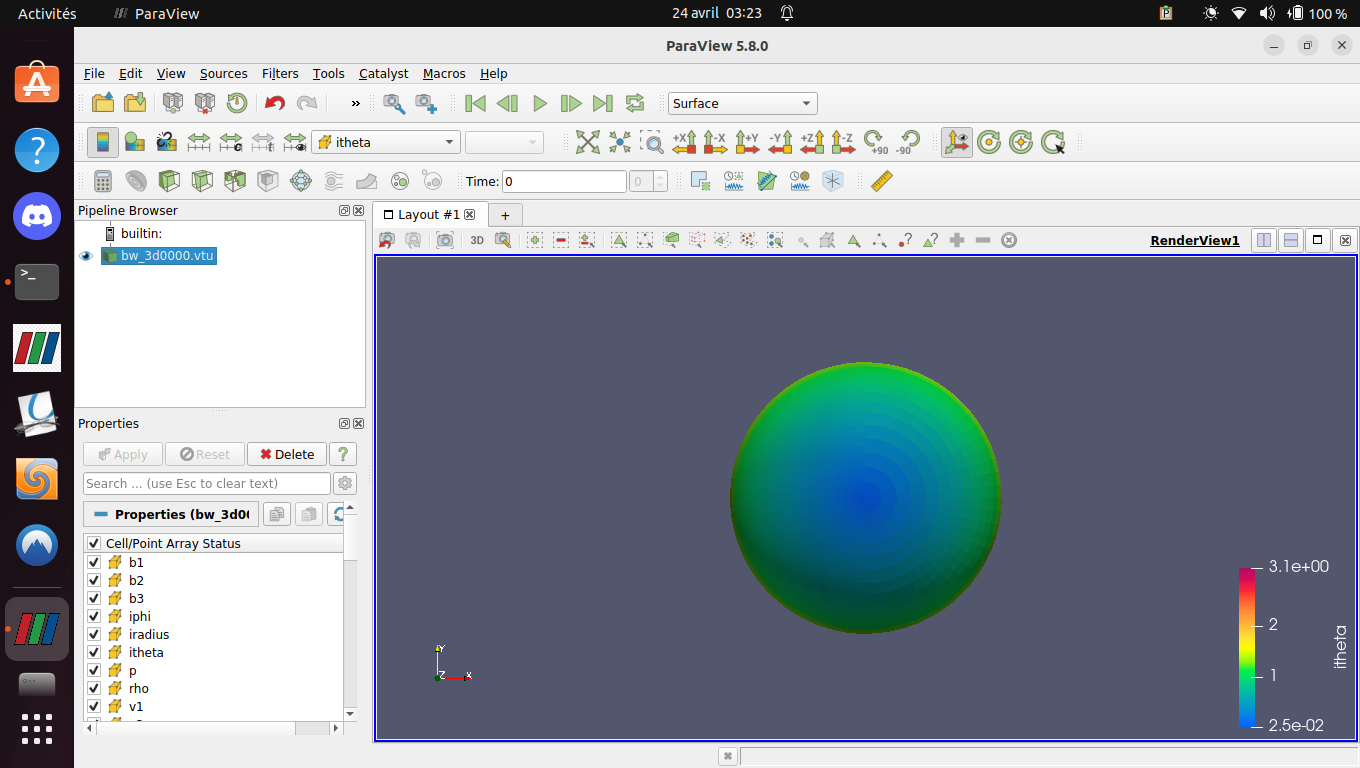 Activités ParaView 24 avril 03:23 100 %
ParaView 5.8.0
File Edit View Sources Filters Tools Catalyst Macros Help
» Surface
itheta +X -X +Y -Y +Z -Z +90 -90
Time: 0 0
Pipeline Browser Layout #1 +
builtin: 3D RenderView1
bw_3d0000.vtu
Properties
Apply Reset Delete ?
Search ... (use Esc to clear text)
Properties (bw_3d00
Cell/Point Array Status
b1
b2
b3
iphi
iradius
itheta
p
rho
v1
Y
Z X
3.1e+00
2
1
2.5e-02
itheta